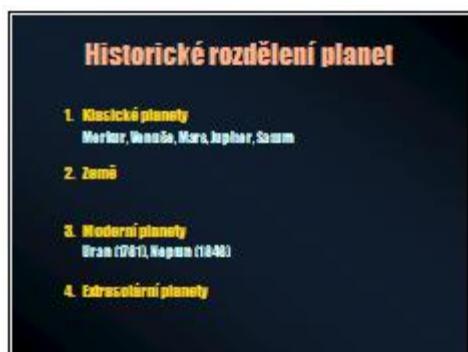 Historické rozdělení planet
1. Klasické planety
Merkur, Venuše, Mars, Jupiter, Saturn
2. Země
3. Moderní planety
Uran (1781), Neptun (1846)
4. Extrasolární planety